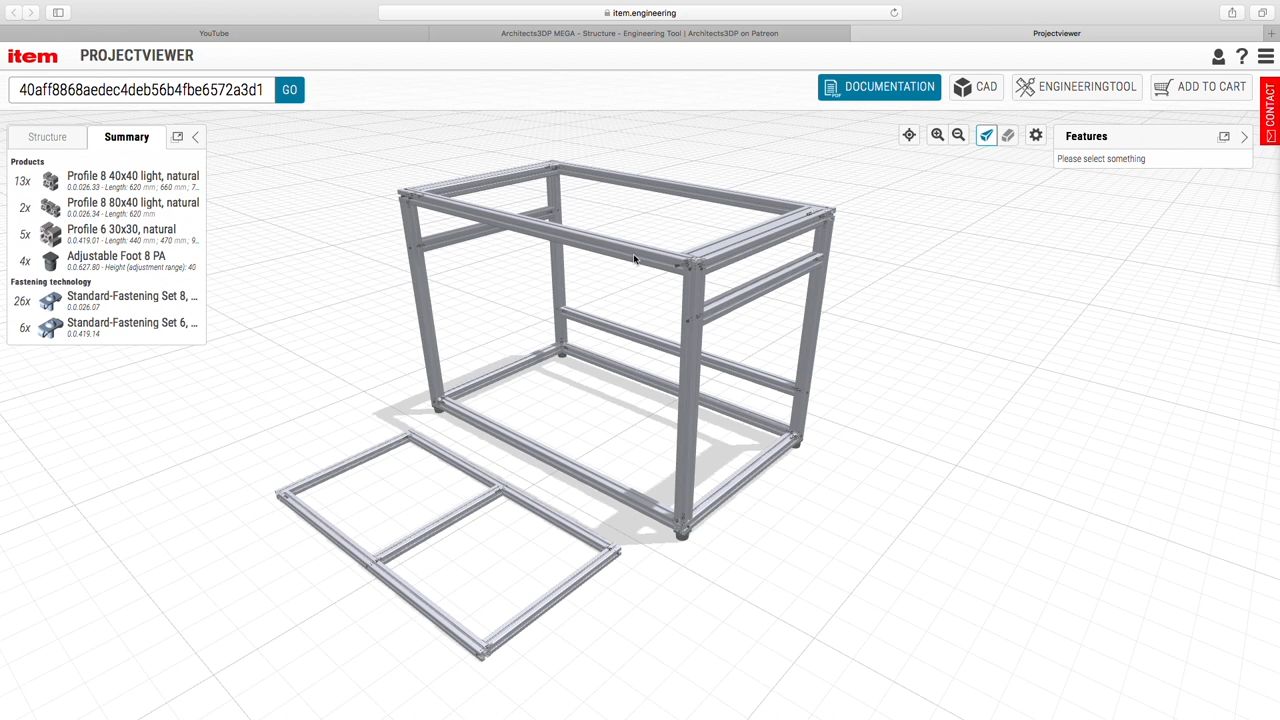 item.engineering
YouTube
Architects3DP MEGA - Structure - Engineering Tool | Architects3DP on Patreon
Projectviewer
item PROJECTVIEWER
40aff8868aedec4deb56b4fbe6572a3d1
GO
DOCUMENTATION
CAD
ENGINEERINGTOOL
ADD TO CART
CONTACT
Structure
Summary
Features
Please select something
Products
13x Profile 8 40x40 light, natural
0.0.026.33 - Length: 620 mm ; 660 mm ; 7...
2x Profile 8 80x40 light, natural
0.0.026.34 - Length: 620 mm
5x Profile 6 30x30, natural
0.0.419.01 - Length: 440 mm ; 470 mm ; 9...
4x Adjustable Foot 8 PA
0.0.627.80 - Height (adjustment range): 40
Fastening technology
26x Standard-Fastening Set 8, ...
0.0.026.07
6x Standard-Fastening Set 6, ...
0.0.419.14